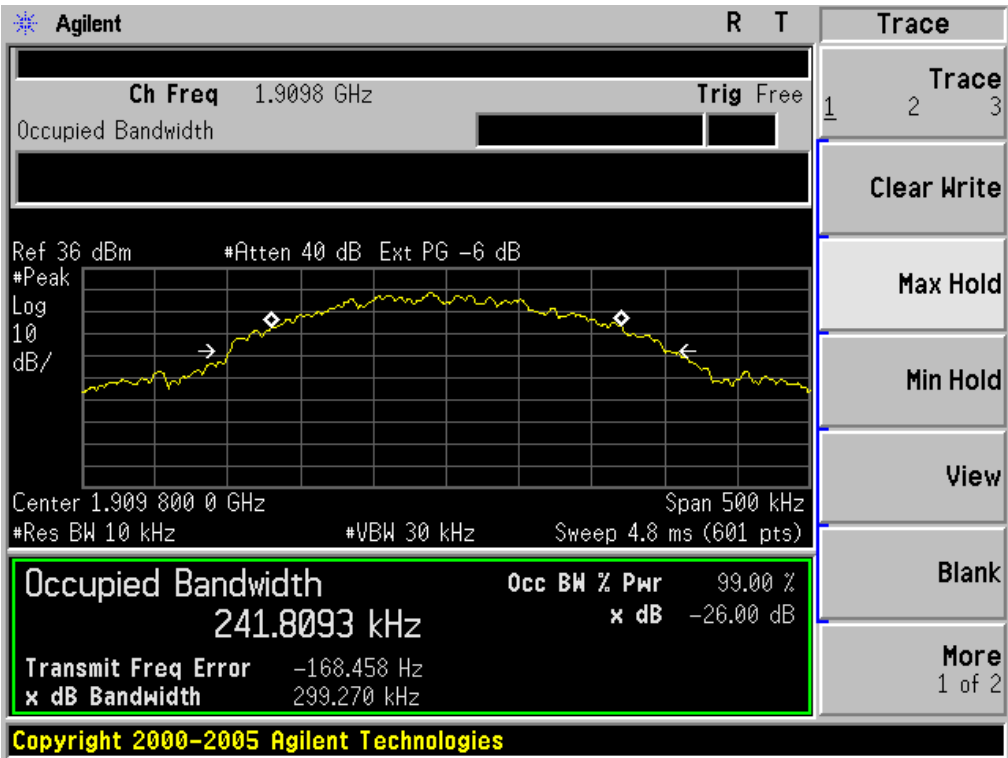 Agilent R T Trace
Ch Freq 1.9098 GHz Trig Free
Occupied Bandwidth
Ref 36 dBm #Atten 40 dB Ext PG -6 dB
#Peak
Log
10
dB/
Center 1.909 800 0 GHz Span 500 kHz
#Res BW 10 kHz #VBW 30 kHz Sweep 4.8 ms (601 pts)
Occupied Bandwidth Occ BW % Pwr 99.00 %
241.8093 kHz x dB -26.00 dB
Transmit Freq Error -168.458 Hz
x dB Bandwidth 299.270 kHz
Copyright 2000-2005 Agilent Technologies
Trace
1 2 3
Clear Write
Max Hold
Min Hold
View
Blank
More
1 of 2